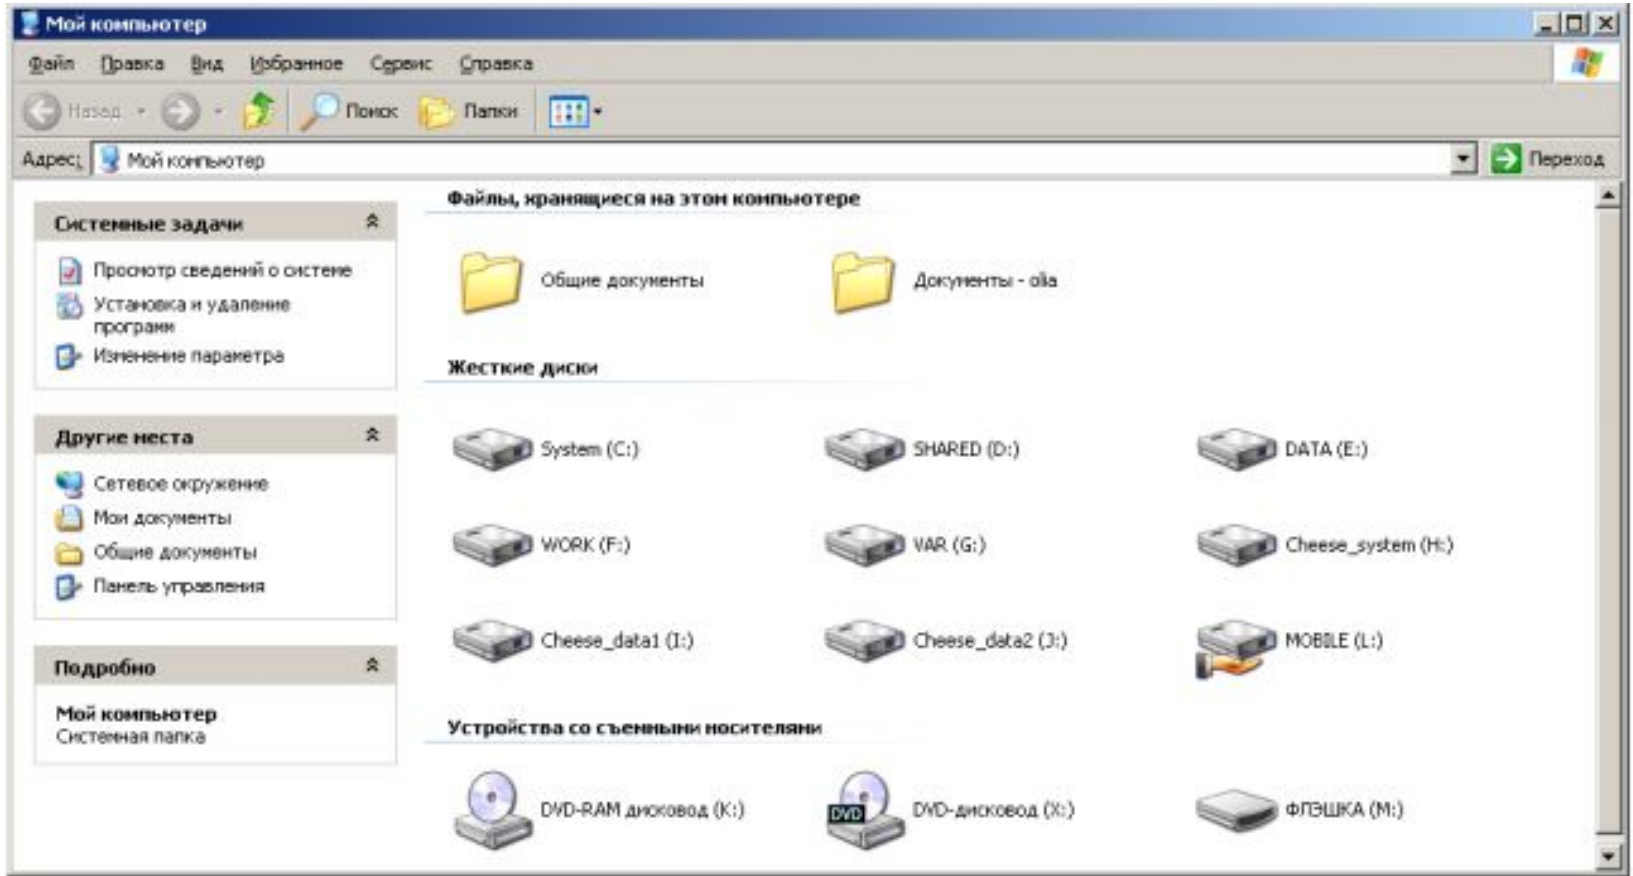 Мой компьютер
Файл Правка Вид Избранное Сервис Справка
Назад Поиск Папки
Адрес: Мой компьютер Переход
Системные задачи
Просмотр сведений о системе
Установка и удаление
программ
Изменение параметра
Другие места
Сетевое окружение
Мои документы
Общие документы
Панель управления
Подробно
Мой компьютер
Системная папка
Файлы, хранящиеся на этом компьютере
Общие документы Документы - olia
Жесткие диски
System (C:) SHARED (D:) DATA (E:)
WORK (F:) VAR (G:) Cheese_system (H:)
Cheese_data1 (I:) Cheese_data2 (J:) MOBILE (L:)
Устройства со съемными носителями
DVD-RAM дисковод (K:) DVD DVD-дисковод (X:) ФЛЭШКА (M:)